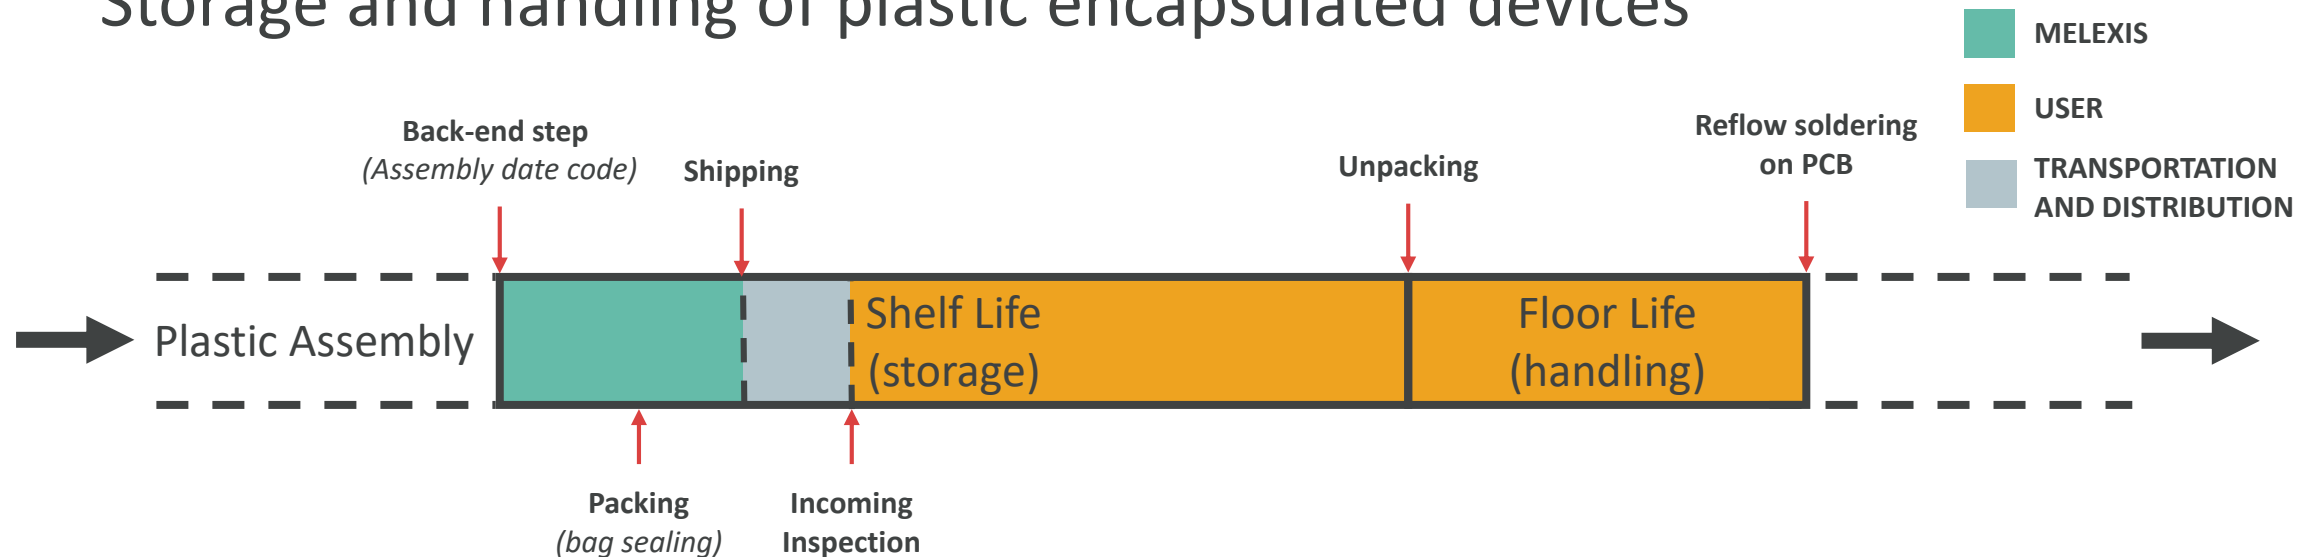 Storage and handling of plastic encapsulated devices
MELEXIS
USER
TRANSPORTATION
AND DISTRIBUTION
Back-end step
(Assembly date code)
Shipping
Unpacking
Reflow soldering
on PCB
Plastic Assembly
Shelf Life
(storage)
Floor Life
(handling)
Packing
(bag sealing)
Incoming
Inspection